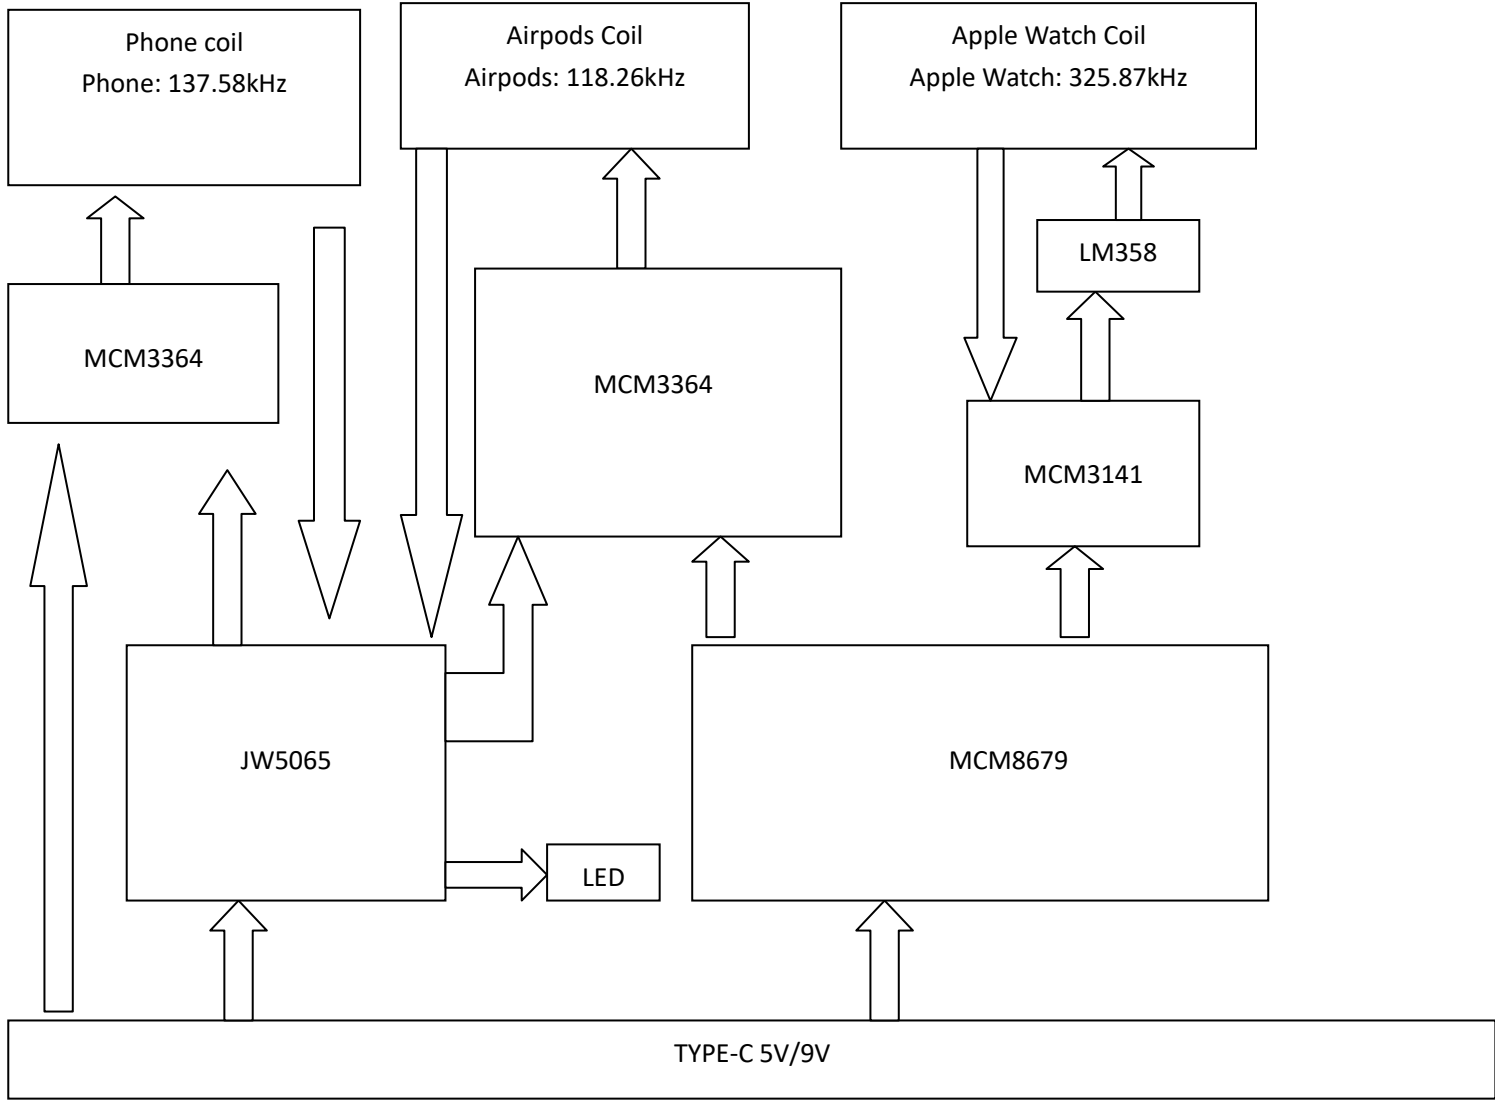 Phone coil
Phone: 137.58kHz
Airpods Coil
Airpods: 118.26kHz
Apple Watch Coil
Apple Watch: 325.87kHz
LM358
MCM3364
MCM3364
MCM3141
JW5065
MCM8679
LED
TYPE-C 5V/9V